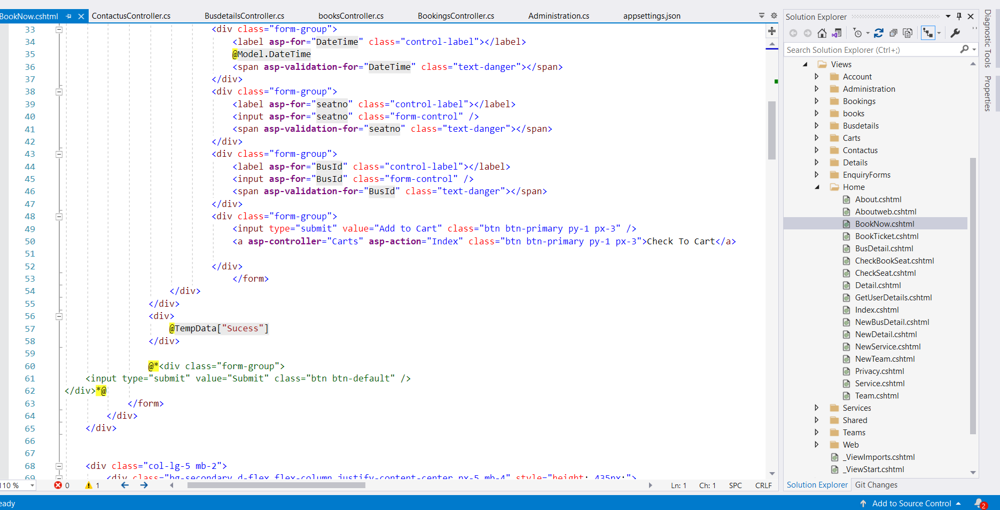 BookNow.cshtml
ContactusController.cs
BusdetailsController.cs
booksController.cs
BookingsController.cs
Administration.cs
appsettings.json
33 <div class="form-group">
34 <label asp-for="DateTime" class="control-label"></label>
35 @Model.DateTime
36 <span asp-validation-for="DateTime" class="text-danger"></span>
37 </div>
38 <div class="form-group">
39 <label asp-for="seatno" class="control-label"></label>
40 <input asp-for="seatno" class="form-control" />
41 <span asp-validation-for="seatno" class="text-danger"></span>
42 </div>
43 <div class="form-group">
44 <label asp-for="BusId" class="control-label"></label>
45 <input asp-for="BusId" class="form-control" />
46 <span asp-validation-for="BusId" class="text-danger"></span>
47 </div>
48 <div class="form-group">
49 <input type="submit" value="Add to Cart" class="btn btn-primary py-1 px-3" />
50 <a asp-controller="Carts" asp-action="Index" class="btn btn-primary py-1 px-3">Check To Cart</a>
51
52 </div>
53 </form>
54 </div>
55 </div>
56 <div>
57 @TempData["Sucess"]
58 </div>
59
60 @*<div class="form-group">
61 <input type="submit" value="Submit" class="btn btn-default" />
62 </div>*@
63 </form>
64 </div>
65 </div>
66
67
68 <div class="col-lg-5 mb-2">
69 <div class="bg-secondary d-flex flex-column justify-content-center px-5 mb-4" style="height: 435px;">
110 %
0
1
Ln: 1
Ch: 1
SPC
CRLF
Solution Explorer
Search Solution Explorer (Ctrl+;)
Views
Account
Administration
Bookings
books
Busdetails
Carts
Contactus
Details
EnquiryForms
Home
About.cshtml
Aboutweb.cshtml
BookNow.cshtml
BookTicket.cshtml
BusDetail.cshtml
CheckBookSeat.cshtml
CheckSeat.cshtml
Detail.cshtml
GetUserDetails.cshtml
Index.cshtml
NewBusDetail.cshtml
NewDetail.cshtml
NewService.cshtml
NewTeam.cshtml
Privacy.cshtml
Service.cshtml
Team.cshtml
Services
Shared
Teams
Web
_ViewImports.cshtml
_ViewStart.cshtml
Solution Explorer
Git Changes
Diagnostic Tools
Properties
eady
Add to Source Control
2